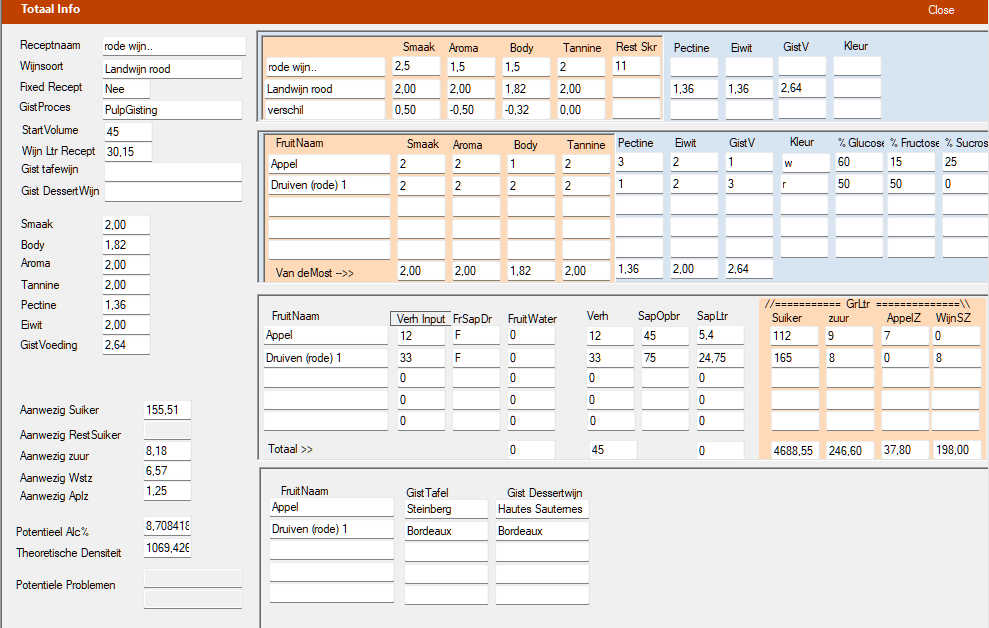 Totaal Info Close
Receptnaam rode wijn..
Wijnsoort Landwijn rood
Fixed Recept Nee
GistProces PulpGisting
StartVolume 45
Wijn Ltr Recept 30,15
Gist tafewijn
Gist DessertWijn
Smaak 2,00
Body 1,82
Aroma 2,00
Tannine 2,00
Pectine 1,36
Eiwit 2,00
GistVoeding 2,64
Aanwezig Suiker 155,51
Aanwezig RestSuiker
Aanwezig zuur 8,18
Aanwezig Wstz 6,57
Aanwezig Aplz 1,25
Potentieel Alc% 8,708418
Theoretische Densiteit 1069,426
Potentiele Problemen
Smaak Aroma Body Tannine Rest Skr Pectine Eiwit GistV Kleur
rode wijn.. 2,5 1,5 1,5 2 11
Landwijn rood 2,00 2,00 1,82 2,00 1,36 1,36 2,64
verschil 0,50 -0,50 -0,32 0,00
FruitNaam Smaak Aroma Body Tannine Pectine Eiwit GistV Kleur % Glucose % Fructose % Sucros
Appel 2 2 1 2 3 2 1 w 60 15 25
Druiven (rode) 1 2 2 2 2 1 2 3 r 50 50 0
Van deMost -->> 2,00 2,00 1,82 2,00 1,36 2,00 2,64
//=========== GrLtr ==============\\
FruitNaam Verh Input FrSapDr FruitWater Verh SapOpbr SapLtr Suiker zuur AppelZ WijnSZ
Appel 12 F 0 12 45 5,4 112 9 7 0
Druiven (rode) 1 33 F 0 33 75 24,75 165 8 0 8
0 0 0 0
0 0 0 0
0 0 0 0
Totaal >> 0 45 0 4688,55 246,60 37,80 198,00
FruitNaam GistTafel Gist Dessertwijn
Appel Steinberg Hautes Sauternes
Druiven (rode) 1 Bordeaux Bordeaux